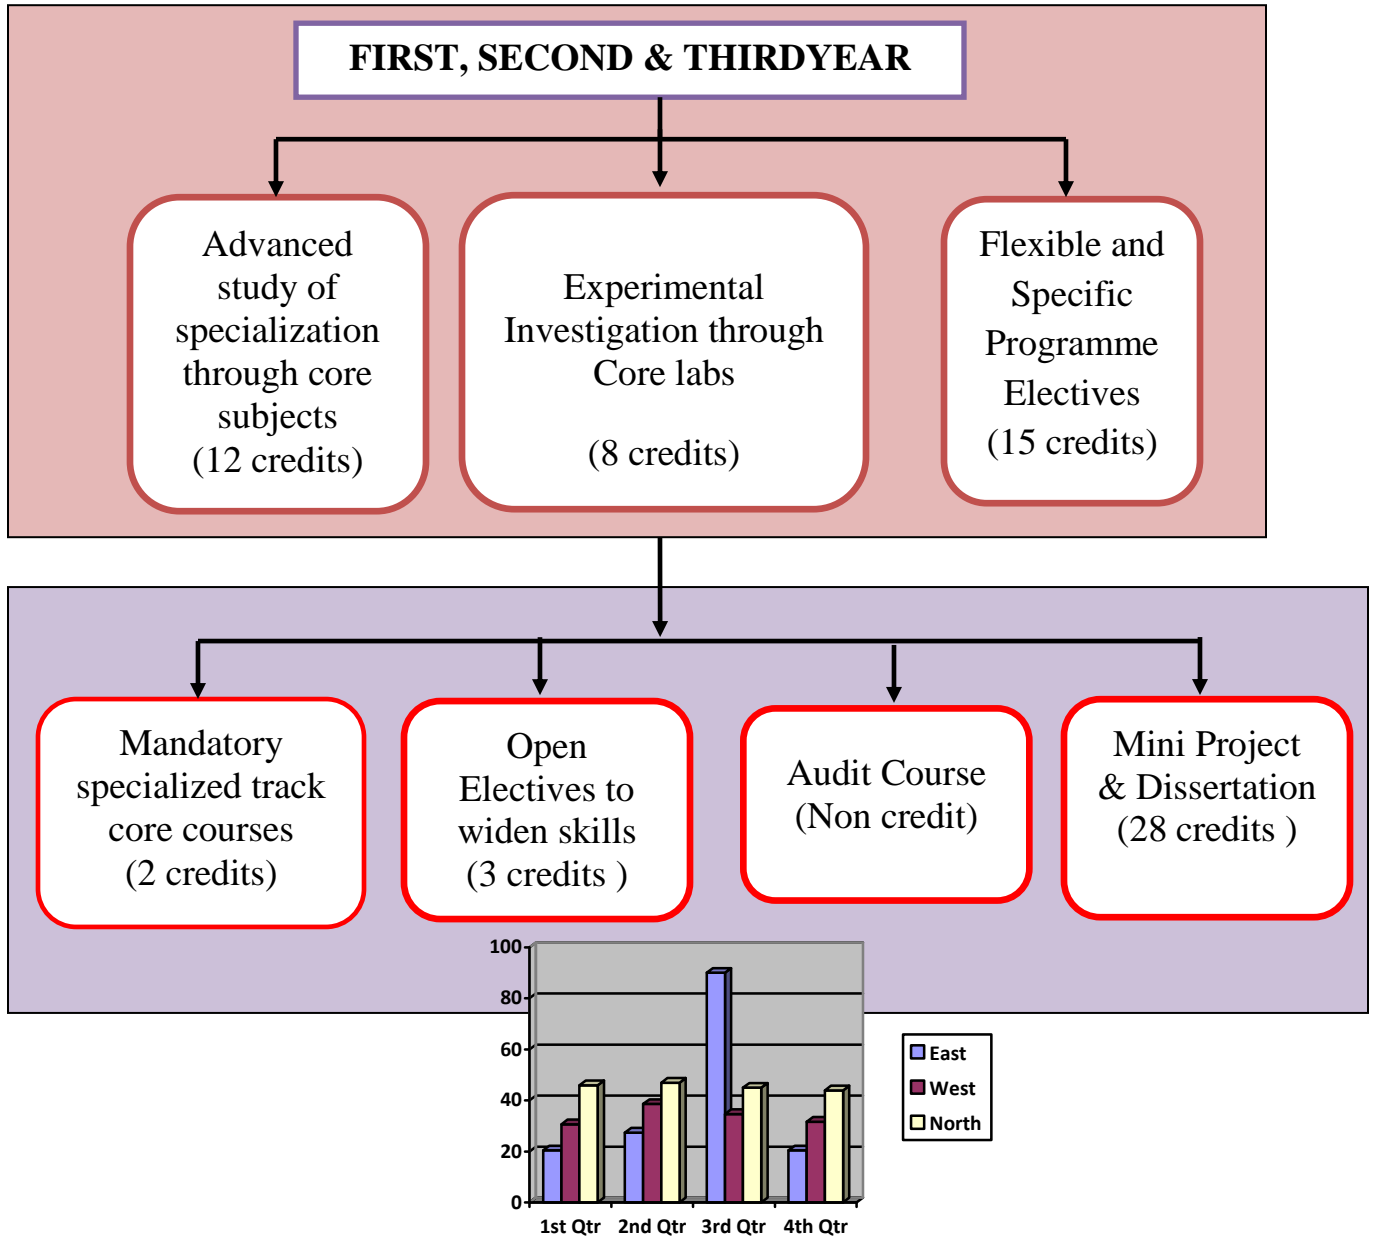 FIRST, SECOND & THIRDYEAR
Advanced
study of
specialization
through core
subjects
(12 credits)
Experimental
Investigation through
Core labs
(8 credits)
Flexible and
Specific
Programme
Electives
(15 credits)
Mandatory
specialized track
core courses
(2 credits)
Open
Electives to
widen skills
(3 credits )
Audit Course
(Non credit)
Mini Project
& Dissertation
(28 credits )
100
80
60
40
20
0
1st Qtr 2nd Qtr 3rd Qtr 4th Qtr
East
West
North